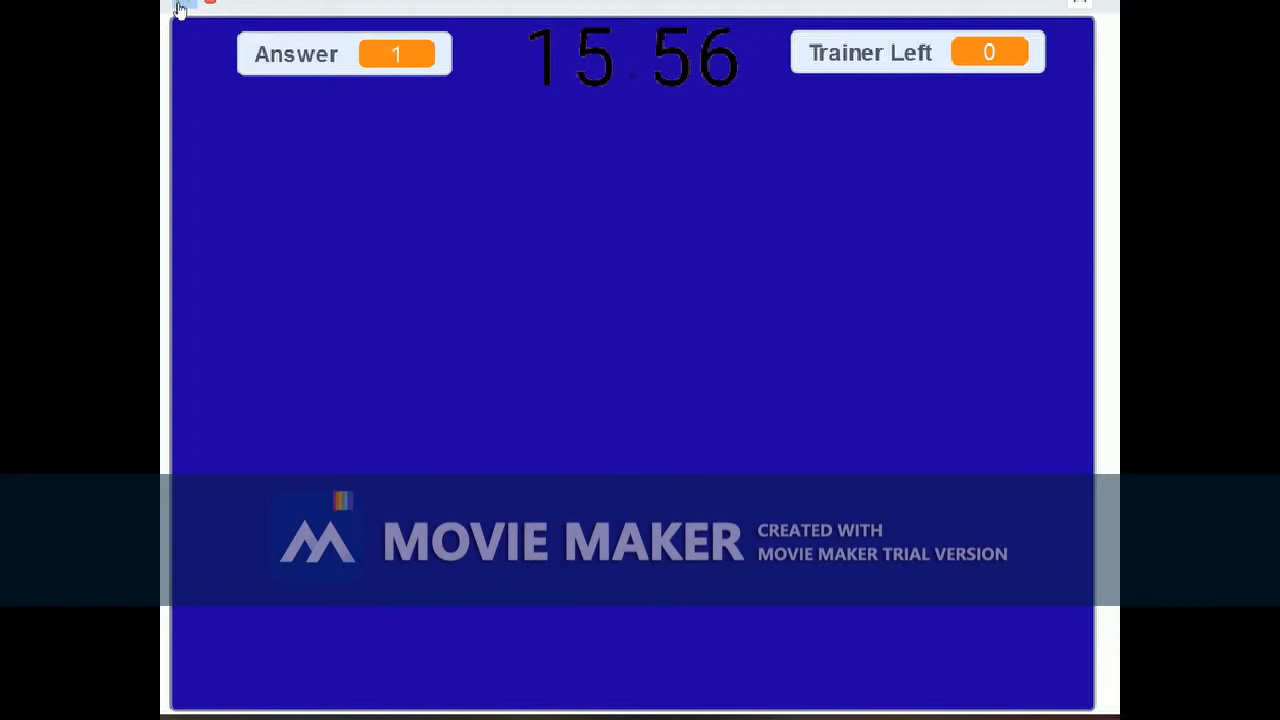 Answer 1
15.56
Trainer Left 0
MOVIE MAKER
CREATED WITH
MOVIE MAKER TRIAL VERSION